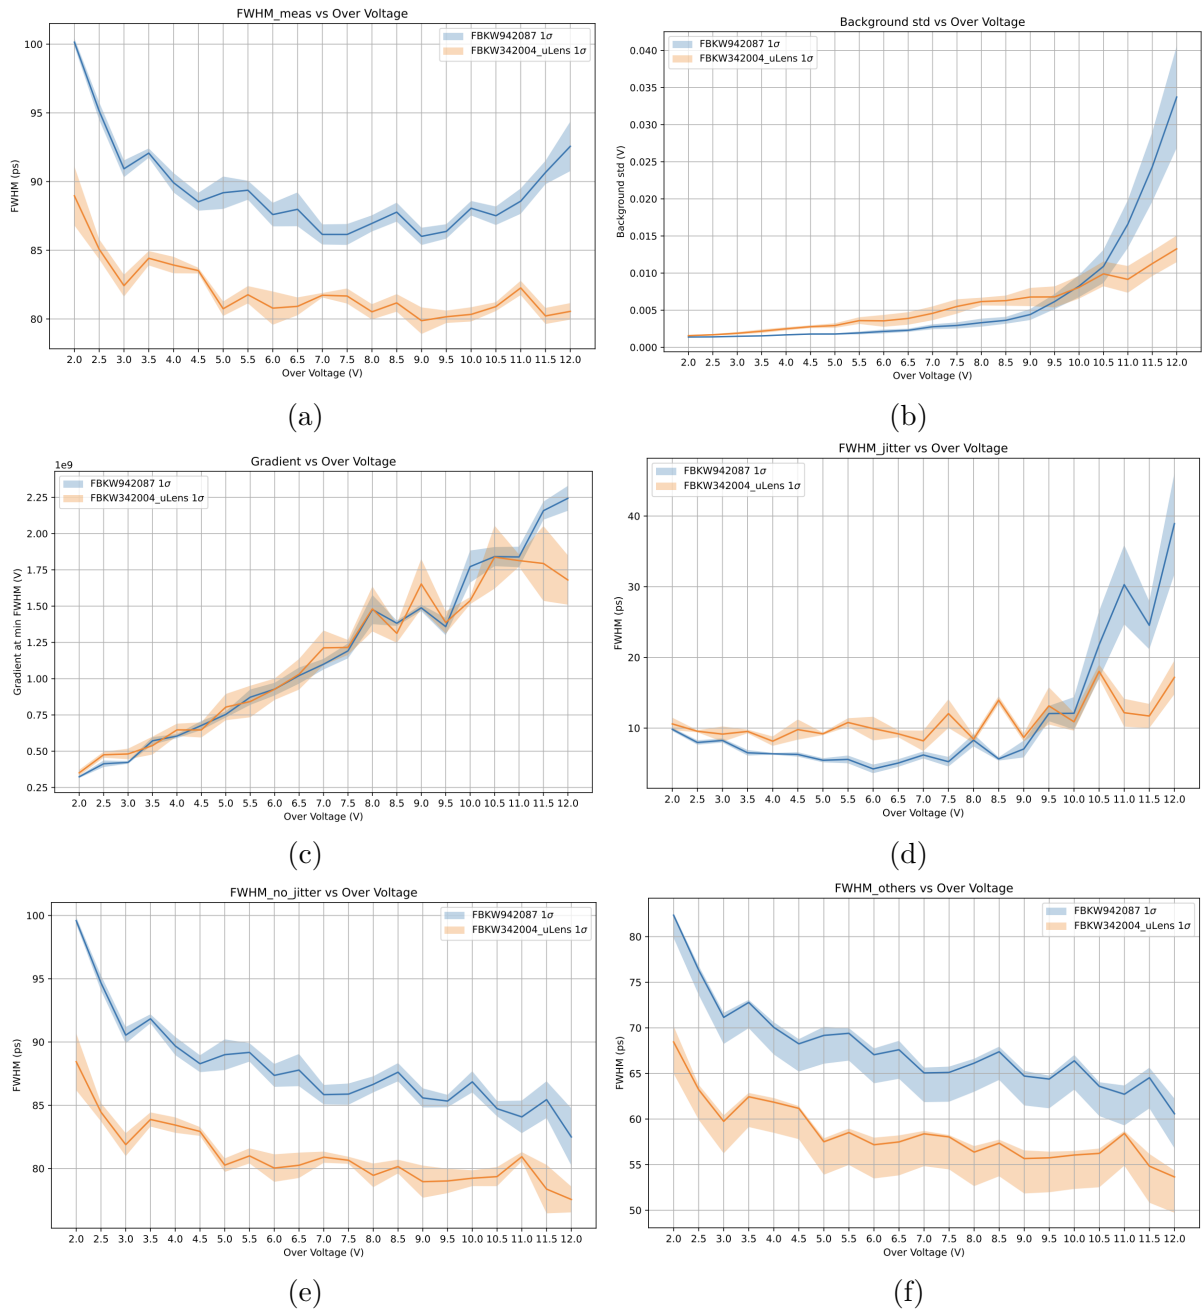 FWHM_meas vs Over Voltage
FBKW942087 1σ
FBKW342004_uLens 1σ
FWHM (ps)
100
95
90
85
80
2.0 2.5 3.0 3.5 4.0 4.5 5.0 5.5 6.0 6.5 7.0 7.5 8.0 8.5 9.0 9.5 10.0 10.5 11.0 11.5 12.0
Over Voltage (V)
(a)
Background std vs Over Voltage
FBKW942087 1σ
FBKW342004_uLens 1σ
Background std (V)
0.040
0.035
0.030
0.025
0.020
0.015
0.010
0.005
0.000
2.0 2.5 3.0 3.5 4.0 4.5 5.0 5.5 6.0 6.5 7.0 7.5 8.0 8.5 9.0 9.5 10.0 10.5 11.0 11.5 12.0
Over Voltage (V)
(b)
Gradient vs Over Voltage
1e9
FBKW942087 1σ
FBKW342004_uLens 1σ
Gradient at min FWHM (V)
2.25
2.00
1.75
1.50
1.25
1.00
0.75
0.50
0.25
2.0 2.5 3.0 3.5 4.0 4.5 5.0 5.5 6.0 6.5 7.0 7.5 8.0 8.5 9.0 9.5 10.0 10.5 11.0 11.5 12.0
Over Voltage (V)
(c)
FWHM_jitter vs Over Voltage
FBKW942087 1σ
FBKW342004_uLens 1σ
FWHM (ps)
40
30
20
10
2.0 2.5 3.0 3.5 4.0 4.5 5.0 5.5 6.0 6.5 7.0 7.5 8.0 8.5 9.0 9.5 10.0 10.5 11.0 11.5 12.0
Over Voltage (V)
(d)
FWHM_no_jitter vs Over Voltage
FBKW942087 1σ
FBKW342004_uLens 1σ
FWHM (ps)
100
95
90
85
80
2.0 2.5 3.0 3.5 4.0 4.5 5.0 5.5 6.0 6.5 7.0 7.5 8.0 8.5 9.0 9.5 10.0 10.5 11.0 11.5 12.0
Over Voltage (V)
(e)
FWHM_others vs Over Voltage
FBKW942087 1σ
FBKW342004_uLens 1σ
FWHM (ps)
80
75
70
65
60
55
50
2.0 2.5 3.0 3.5 4.0 4.5 5.0 5.5 6.0 6.5 7.0 7.5 8.0 8.5 9.0 9.5 10.0 10.5 11.0 11.5 12.0
Over Voltage (V)
(f)